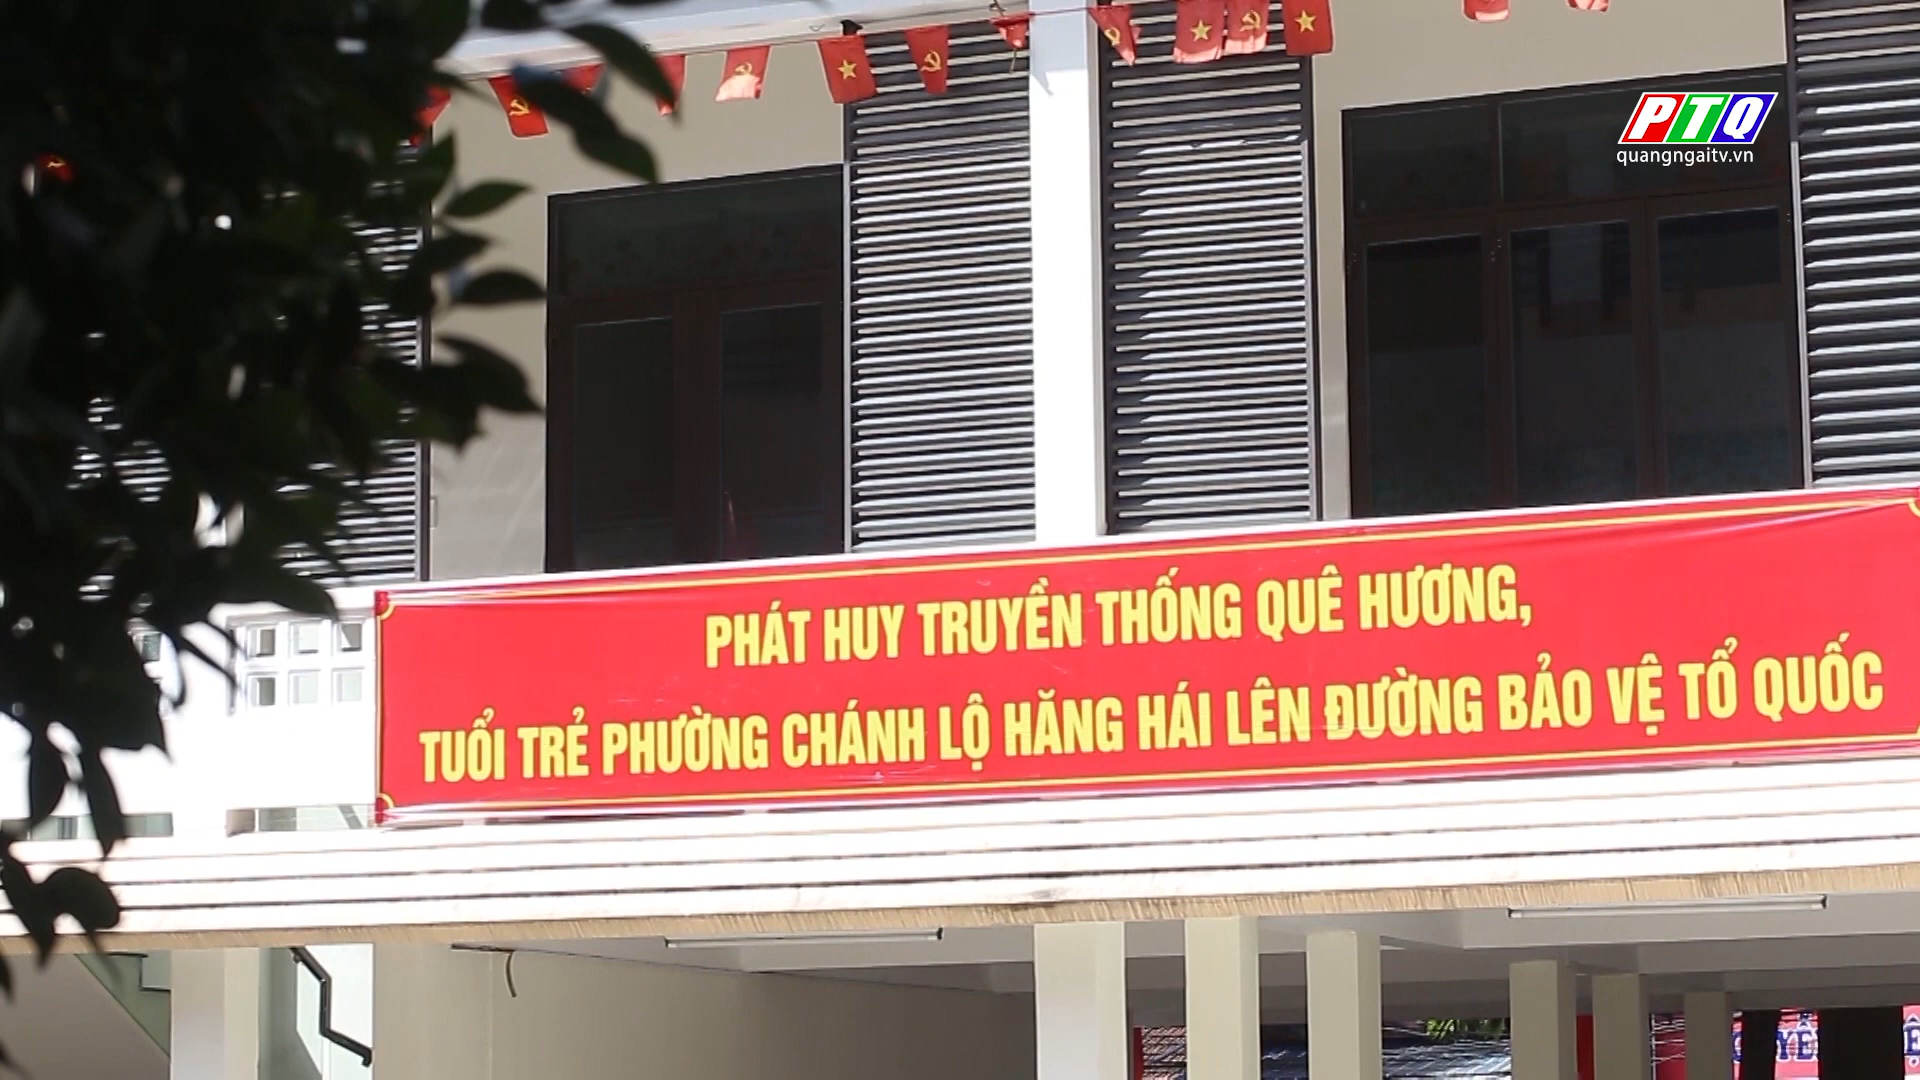 PTQ
quangngaitv.vn
PHÁT HUY TRUYỀN THỐNG QUÊ HƯƠNG,
TUỔI TRẺ PHƯỜNG CHÁNH LỘ HĂNG HÁI LÊN ĐƯỜNG BẢO VỆ TỔ QUỐC